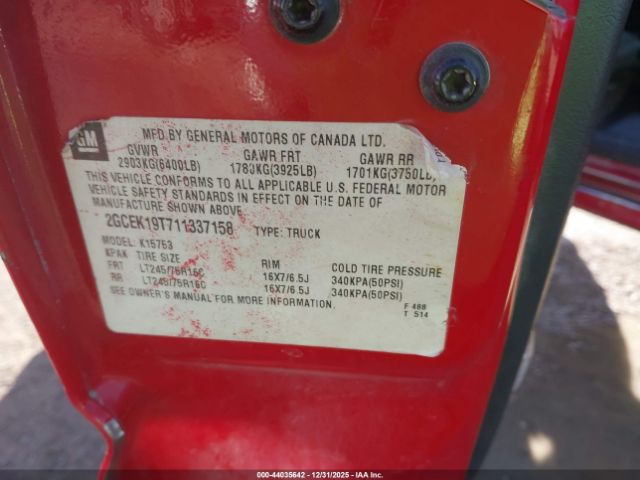 GM
MFD BY GENERAL MOTORS OF CANADA LTD.
GVWR GAWR FRT GAWR RR
2903KG(6400LB) 1783KG(3925LB) 1701KG(3750LB)
THIS VEHICLE CONFORMS TO ALL APPLICABLE U.S. FEDERAL MOTOR
VEHICLE SAFETY STANDARDS IN EFFECT ON THE DATE OF
MANUFACTURE SHOWN ABOVE
2GCEK19T711337158 TYPE: TRUCK
MODEL: K15753
KPAK TIRE SIZE RIM COLD TIRE PRESSURE
FRT LT245/75R16C 16X7/6.5J 340KPA(50PSI)
RR LT245/75R16C 16X7/6.5J 340KPA(50PSI)
SEE OWNER'S MANUAL FOR MORE INFORMATION.
F 488
T 514
00-44035642 - 12/31/2025 - IAA Inc.